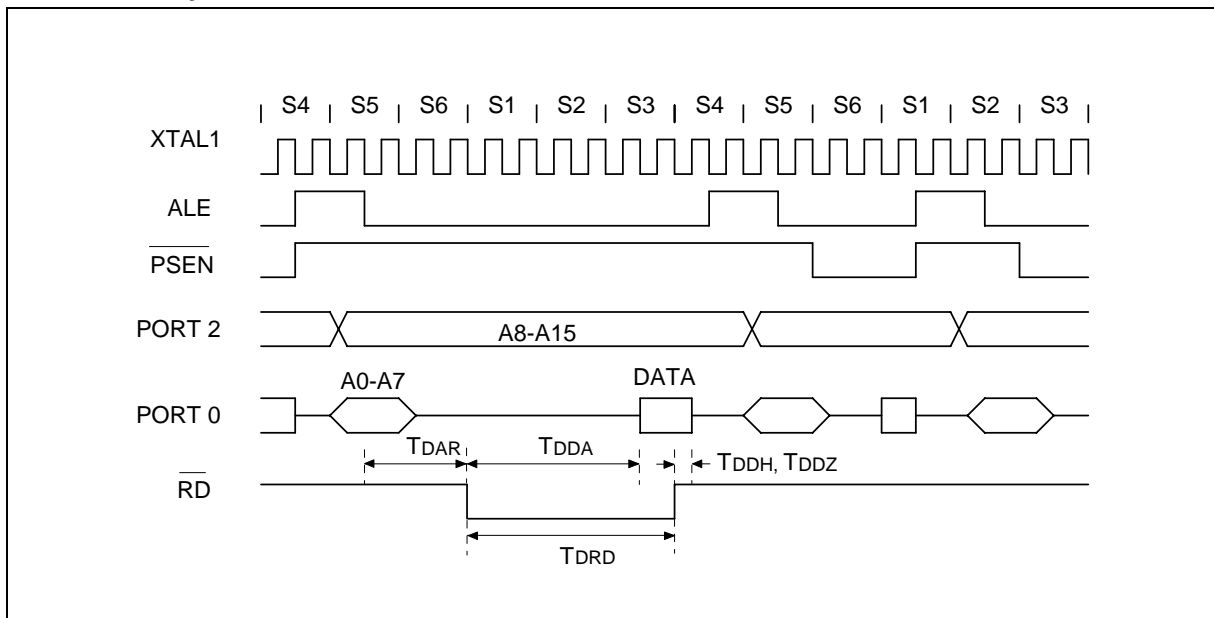 S4 S5 S6 S1 S2 S3 S4 S5 S6 S1 S2 S3
XTAL1
ALE
PSEN
PORT 2
A8-A15
A0-A7 DATA
PORT 0
TDAR TDDA TDDH, TDDZ
RD
TDRD